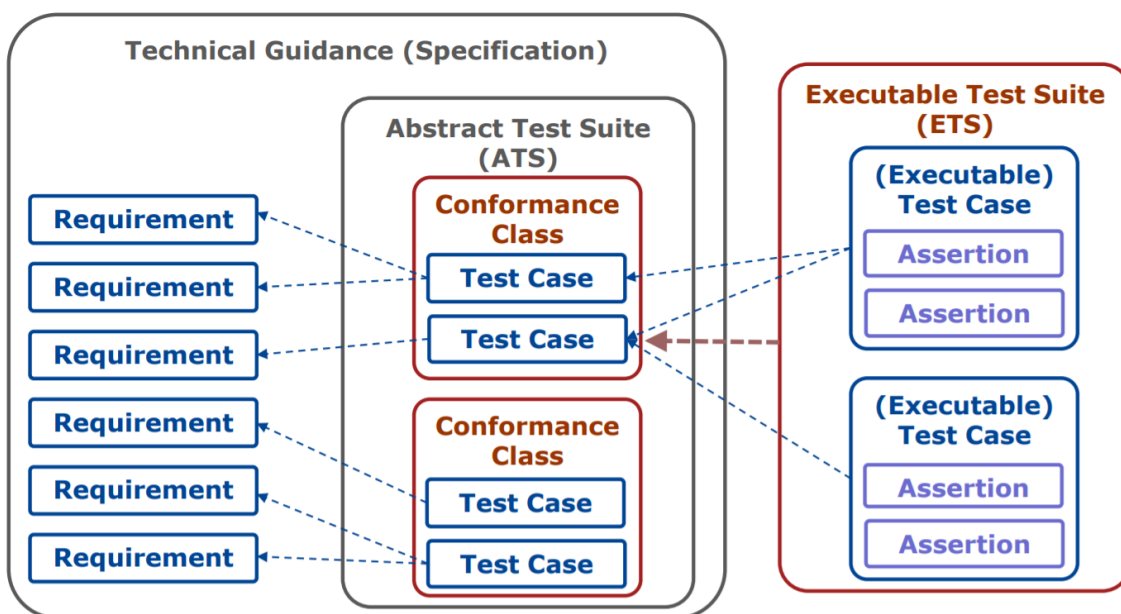 Technical Guidance (Specification)
Abstract Test Suite
(ATS)
Requirement
Requirement
Requirement
Requirement
Requirement
Requirement
Conformance
Class
Test Case
Test Case
Conformance
Class
Test Case
Test Case
Executable Test Suite
(ETS)
(Executable)
Test Case
Assertion
Assertion
(Executable)
Test Case
Assertion
Assertion